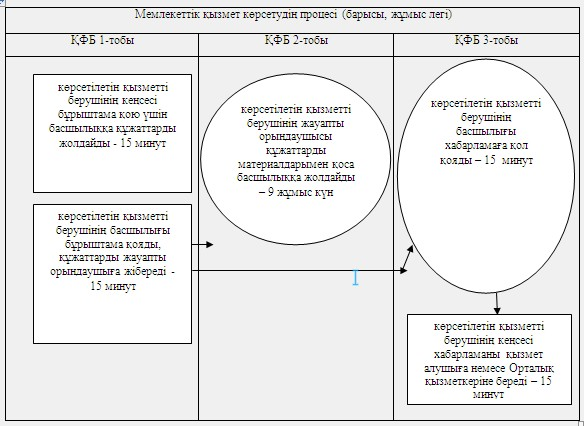 Мемлекеттік қызмет көрсетудің процесі (барысы, жұмыс легі)
ҚФБ 1-тобы
ҚФБ 2-тобы
ҚФБ 3-тобы
көрсетілетін қызметті
берушінің кеңсесі
бұрыштама қою үшін
басшылыққа құжаттарды
жолдайды - 15 минут
көрсетілетін қызметті
берушінің басшылығы
бұрыштама қояды,
құжаттарды жауапты
орындаушыға жібереді -
15 минут
көрсетілетін қызметті
берушінің жауапты
орындаушысы
құжаттарды
материалдарымен қоса
басшылыққа жолдайды
– 9 жұмыс күн
көрсетілетін қызметті
берушінің
басшылығы
хабарламаға қол
қояды – 15 минут
көрсетілетін қызметті
берушінің кеңсесі
хабарламаны қызмет
алушыға немесе Орталық
қызметкеріне береді – 15
минут